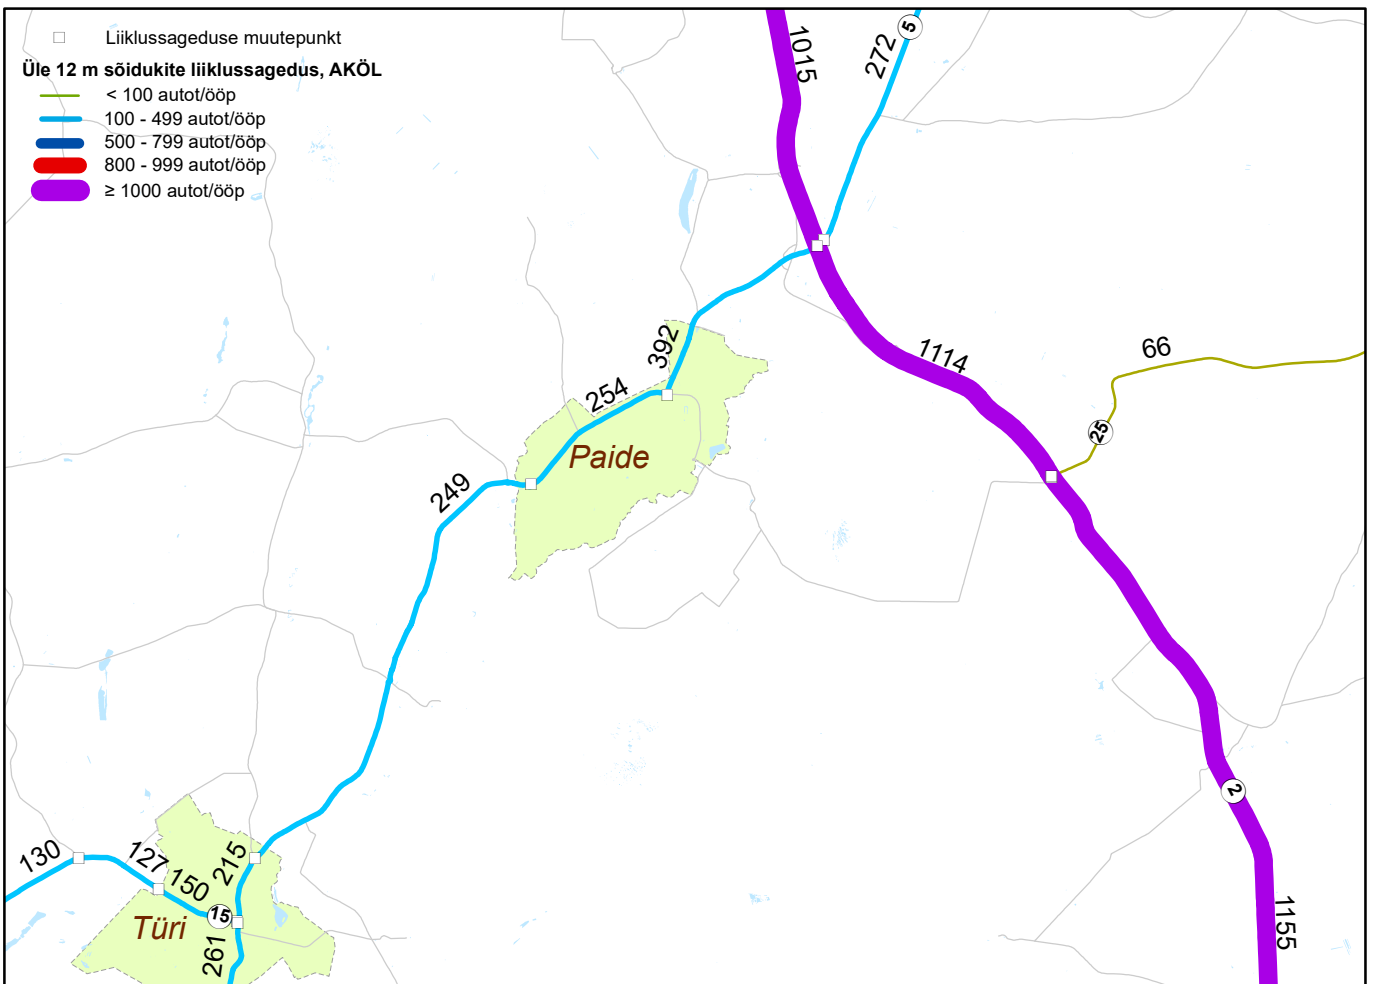 Liiklussageduse muutepunkt
Üle 12 m sõidukite liiklussagedus, AKÖL
< 100 autot/ööp
100 - 499 autot/ööp
500 - 799 autot/ööp
800 - 999 autot/ööp
≥ 1000 autot/ööp
1015
272
5
392
1114
66
254
25
Paide
249
2
130
127
215
150
15
Türi
261
1155